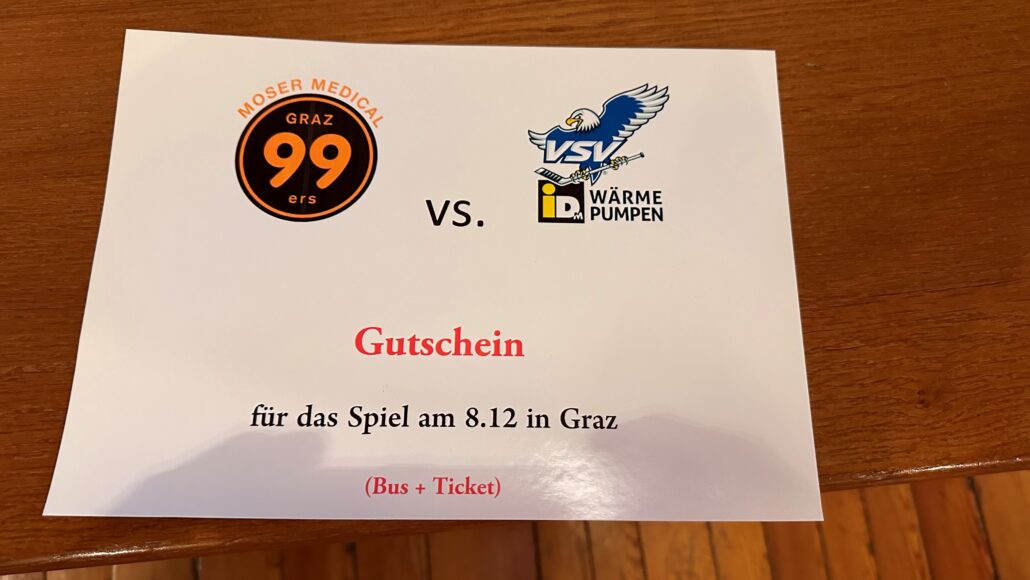 MOSER MEDICAL
GRAZ
99
ers
vs.
VSV
iDM
WÄRME
PUMPEN
Gutschein
für das Spiel am 8.12 in Graz
(Bus + Ticket)